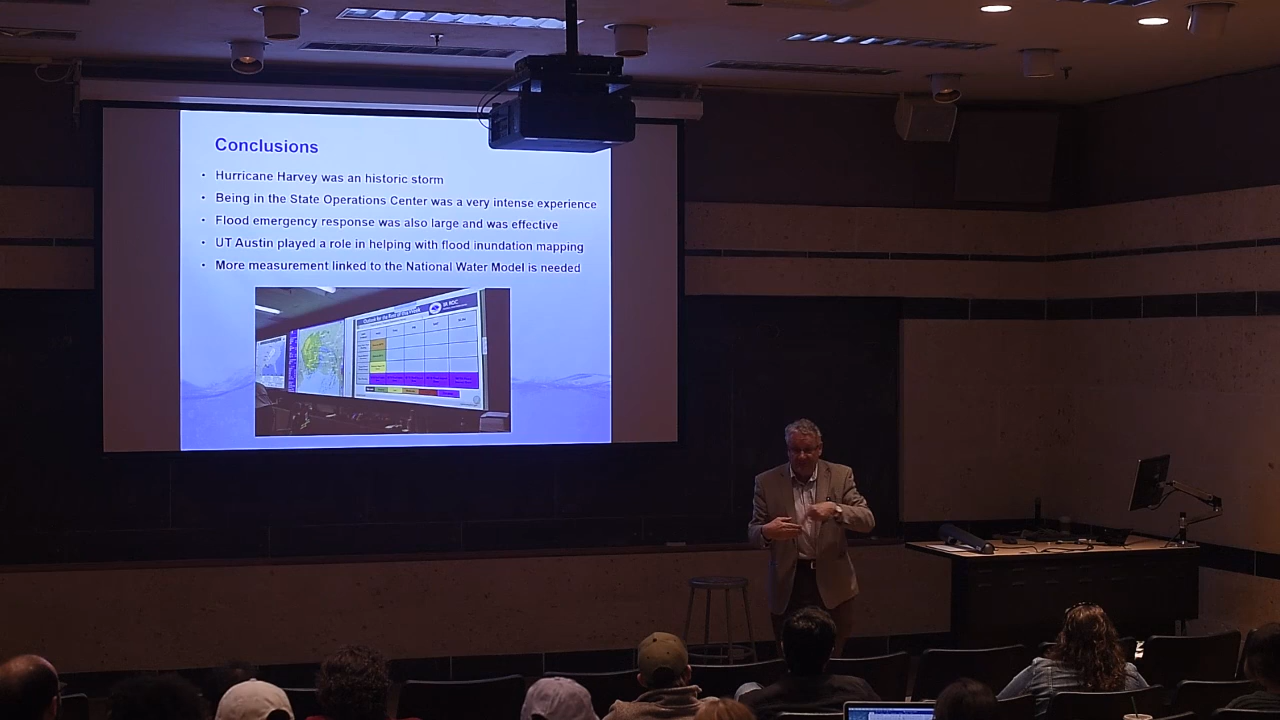 Conclusions
• Hurricane Harvey was an historic storm
• Being in the State Operations Center was a very intense experience
• Flood emergency response was also large and was effective
• UT Austin played a role in helping with flood inundation mapping
• More measurement linked to the National Water Model is needed